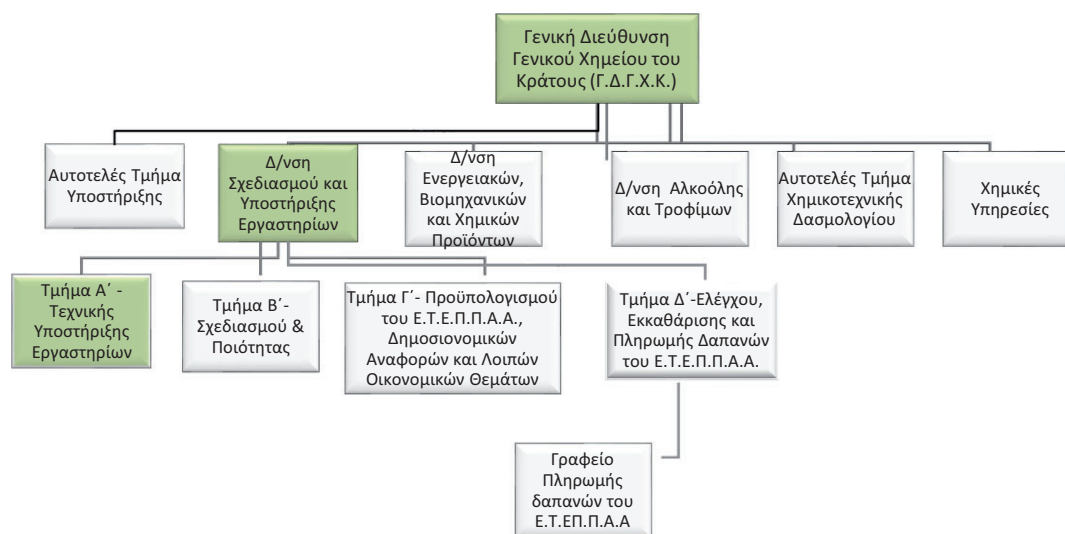 Γενική Διεύθυνση
Γενικού Χημείου του
Κράτους (Γ.Δ.Γ.Χ.Κ.)
Αυτοτελές Τμήμα
Υποστήριξης
Δ/νση
Σχεδιασμού και
Υποστήριξης
Εργαστηρίων
Δ/νση
Ενεργειακών,
Βιομηχανικών
και Χημικών
Προϊόντων
Δ/νση Αλκοόλης
και Τροφίμων
Αυτοτελές Τμήμα
Χημικοτεχνικής
Δασμολογίου
Χημικές
Υπηρεσίες
Τμήμα Α΄ -
Τεχνικής
Υποστήριξης
Εργαστηρίων
Τμήμα Β΄-
Σχεδιασμού &
Ποιότητας
Τμήμα Γ΄- Προϋπολογισμού
του Ε.Τ.Ε.Π.Π.Α.Α.,
Δημοσιονομικών
Αναφορών και Λοιπών
Οικονομικών Θεμάτων
Τμήμα Δ΄-Ελέγχου,
Εκκαθάρισης και
Πληρωμής Δαπανών
του Ε.Τ.Ε.Π.Π.Α.Α.
Γραφείο
Πληρωμής
δαπανών του
Ε.Τ.ΕΠ.Π.Α.Α